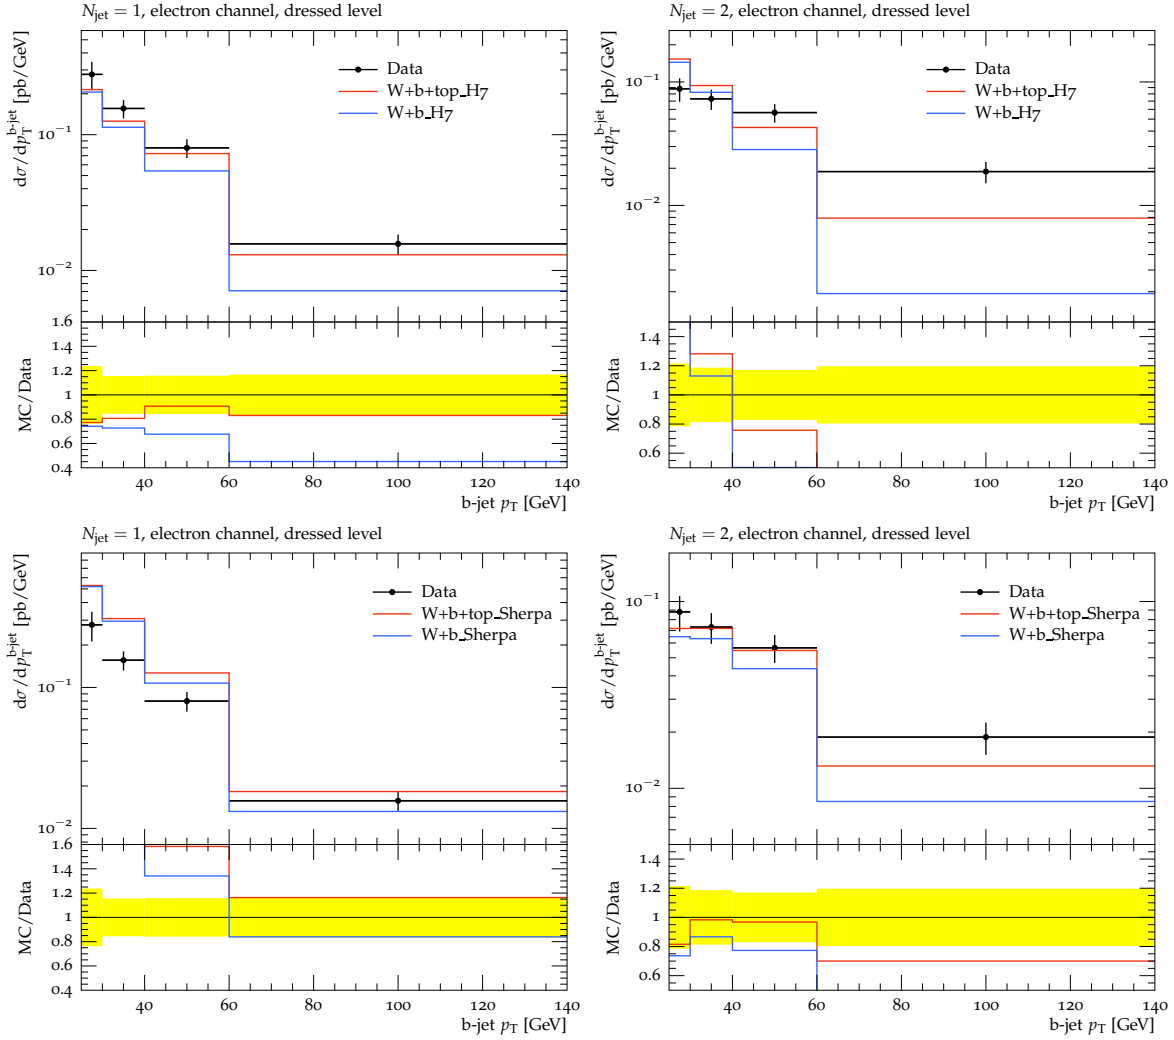 N_jet = 1, electron channel, dressed level
dσ/dp_T^b-jet [pb/GeV]
10^−1
10^−2
Data
W+b+top_H7
W+b_H7
MC/Data
1.6
1.4
1.2
1
0.8
0.6
0.4
40 60 80 100 120 140
b-jet p_T [GeV]
N_jet = 2, electron channel, dressed level
dσ/dp_T^b-jet [pb/GeV]
10^−1
10^−2
Data
W+b+top_H7
W+b_H7
MC/Data
1.4
1.2
1
0.8
0.6
40 60 80 100 120 140
b-jet p_T [GeV]
N_jet = 1, electron channel, dressed level
dσ/dp_T^b-jet [pb/GeV]
10^−1
10^−2
Data
W+b+top_Sherpa
W+b_Sherpa
MC/Data
1.6
1.4
1.2
1
0.8
0.6
0.4
40 60 80 100 120 140
b-jet p_T [GeV]
N_jet = 2, electron channel, dressed level
dσ/dp_T^b-jet [pb/GeV]
10^−1
10^−2
Data
W+b+top_Sherpa
W+b_Sherpa
MC/Data
1.4
1.2
1
0.8
0.6
40 60 80 100 120 140
b-jet p_T [GeV]